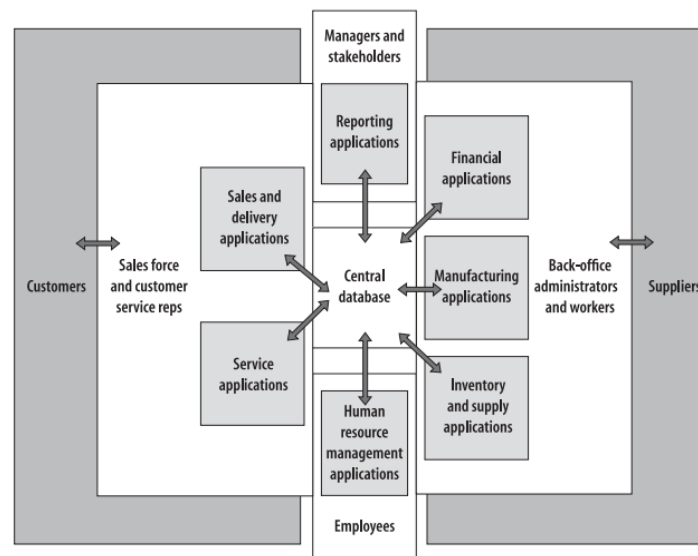 Managers and
stakeholders
Reporting
applications
Financial
applications
Sales and
delivery
applications
Customers
Sales force
and customer
service reps
Central
database
Manufacturing
applications
Back-office
administrators
and workers
Suppliers
Service
applications
Inventory
and supply
applications
Human
resource
management
applications
Employees